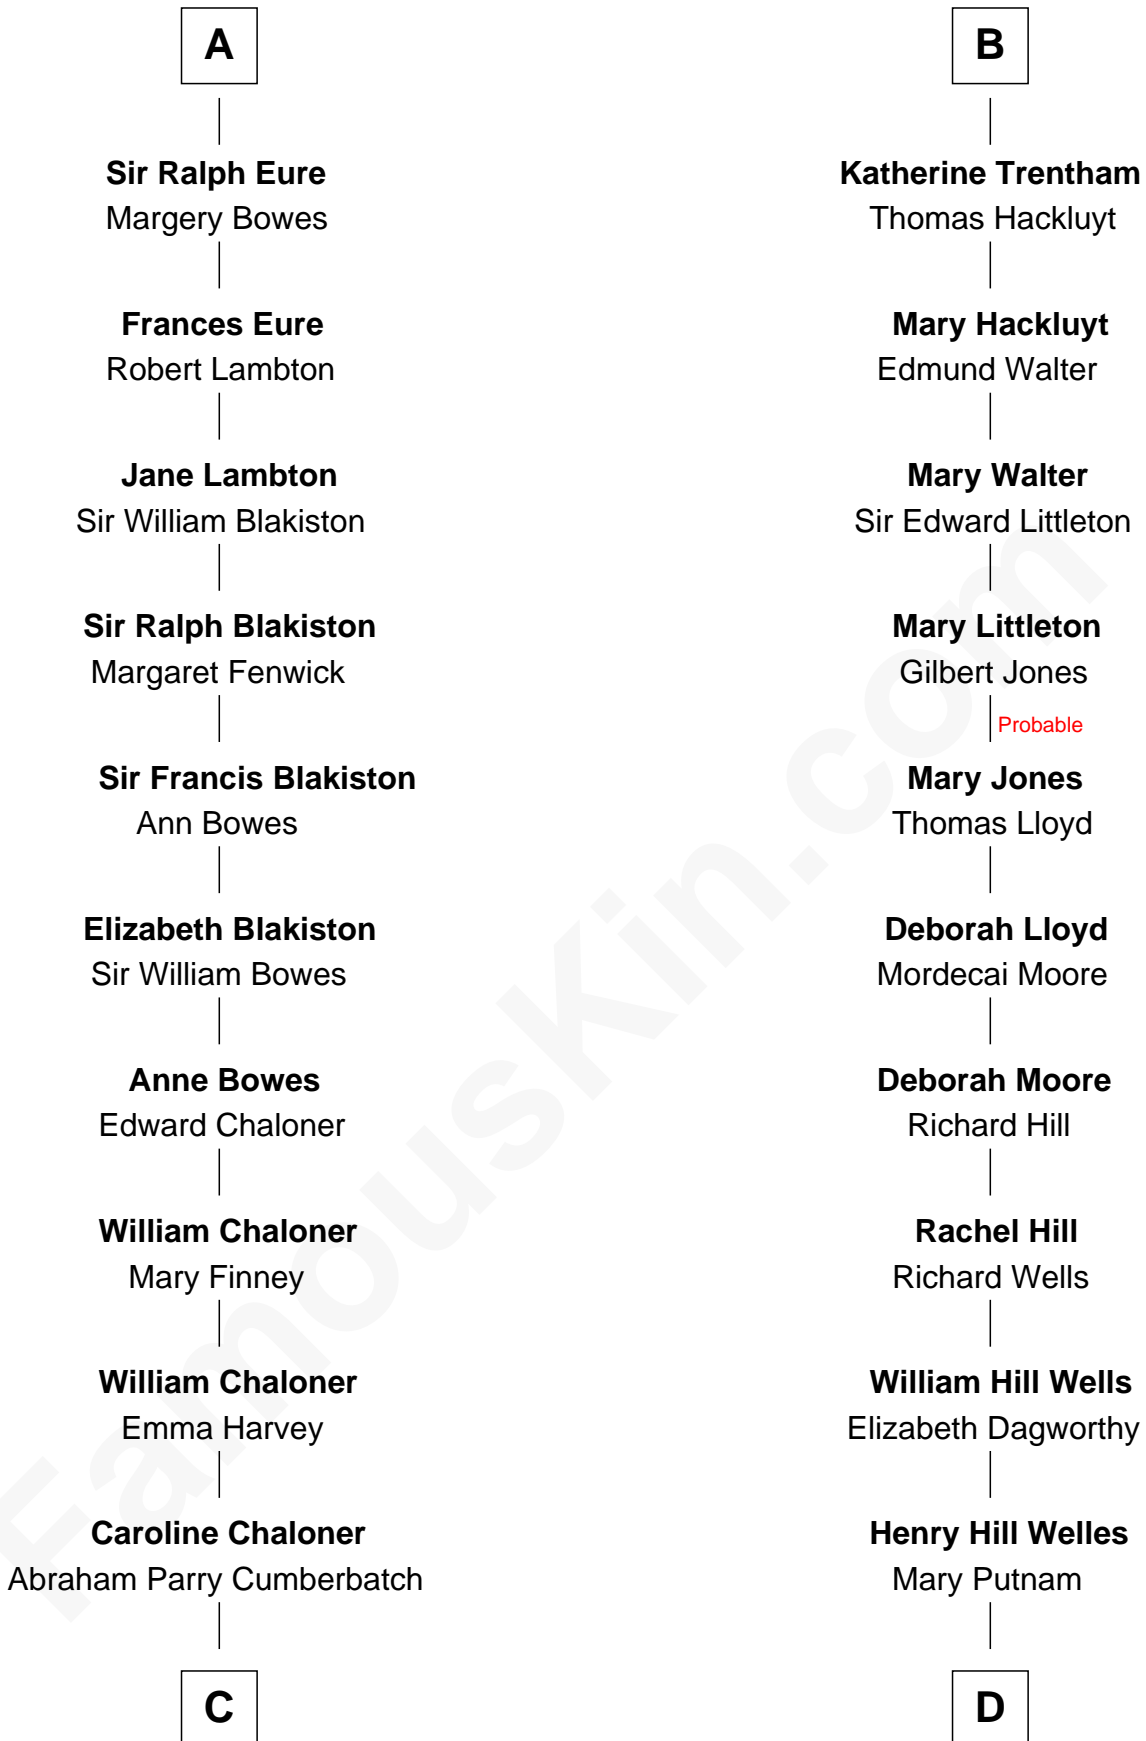 A
Sir Ralph Eure
Margery Bowes
Frances Eure
Robert Lambton
Jane Lambton
Sir William Blakiston
Sir Ralph Blakiston
Margaret Fenwick
Sir Francis Blakiston
Ann Bowes
Elizabeth Blakiston
Sir William Bowes
Anne Bowes
Edward Chaloner
William Chaloner
Mary Finney
William Chaloner
Emma Harvey
Caroline Chaloner
Abraham Parry Cumberbatch
C
B
Katherine Trentham
Thomas Hackluyt
Mary Hackluyt
Edmund Walter
Mary Walter
Sir Edward Littleton
Mary Littleton
Gilbert Jones
Probable
Mary Jones
Thomas Lloyd
Deborah Lloyd
Mordecai Moore
Deborah Moore
Richard Hill
Rachel Hill
Richard Wells
William Hill Wells
Elizabeth Dagworthy
Henry Hill Welles
Mary Putnam
D
FamousKin.com